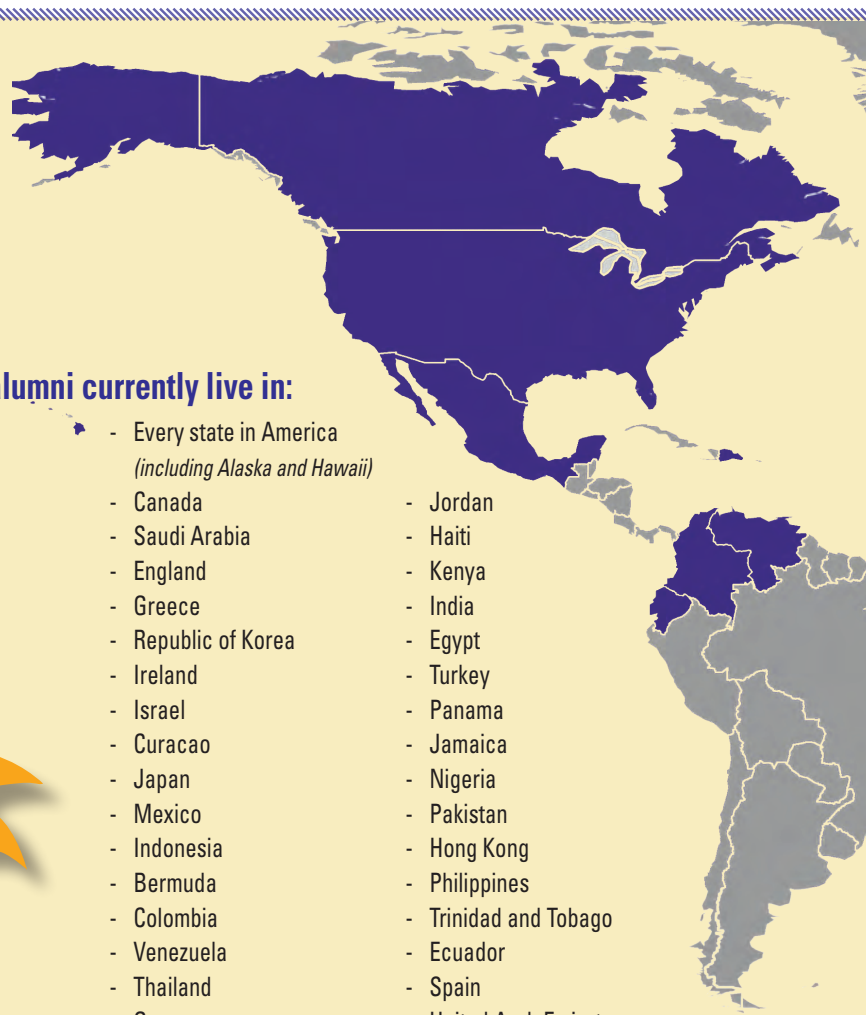 alumni currently live in:
- Every state in America
(including Alaska and Hawaii)
- Canada
- Saudi Arabia
- England
- Greece
- Republic of Korea
- Ireland
- Israel
- Curacao
- Japan
- Mexico
- Indonesia
- Bermuda
- Colombia
- Venezuela
- Thailand
- Jordan
- Haiti
- Kenya
- India
- Egypt
- Turkey
- Panama
- Jamaica
- Nigeria
- Pakistan
- Hong Kong
- Philippines
- Trinidad and Tobago
- Ecuador
- Spain